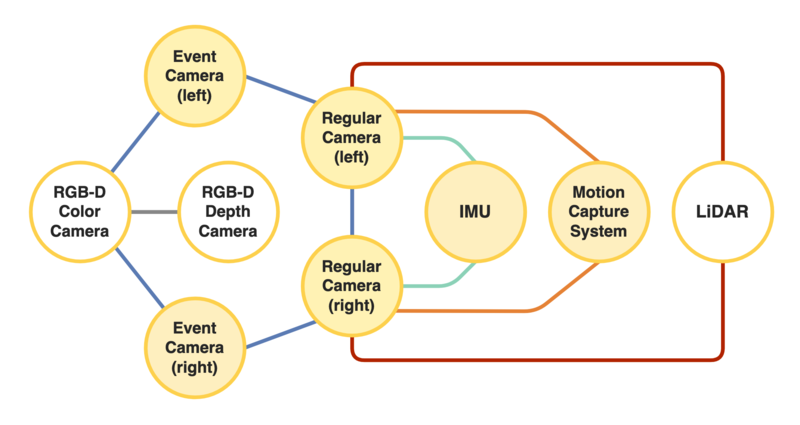 Event
Camera
(left)
Regular
Camera
(left)
RGB-D
Color
Camera
RGB-D
Depth
Camera
IMU
Motion
Capture
System
LiDAR
Regular
Camera
(right)
Event
Camera
(right)